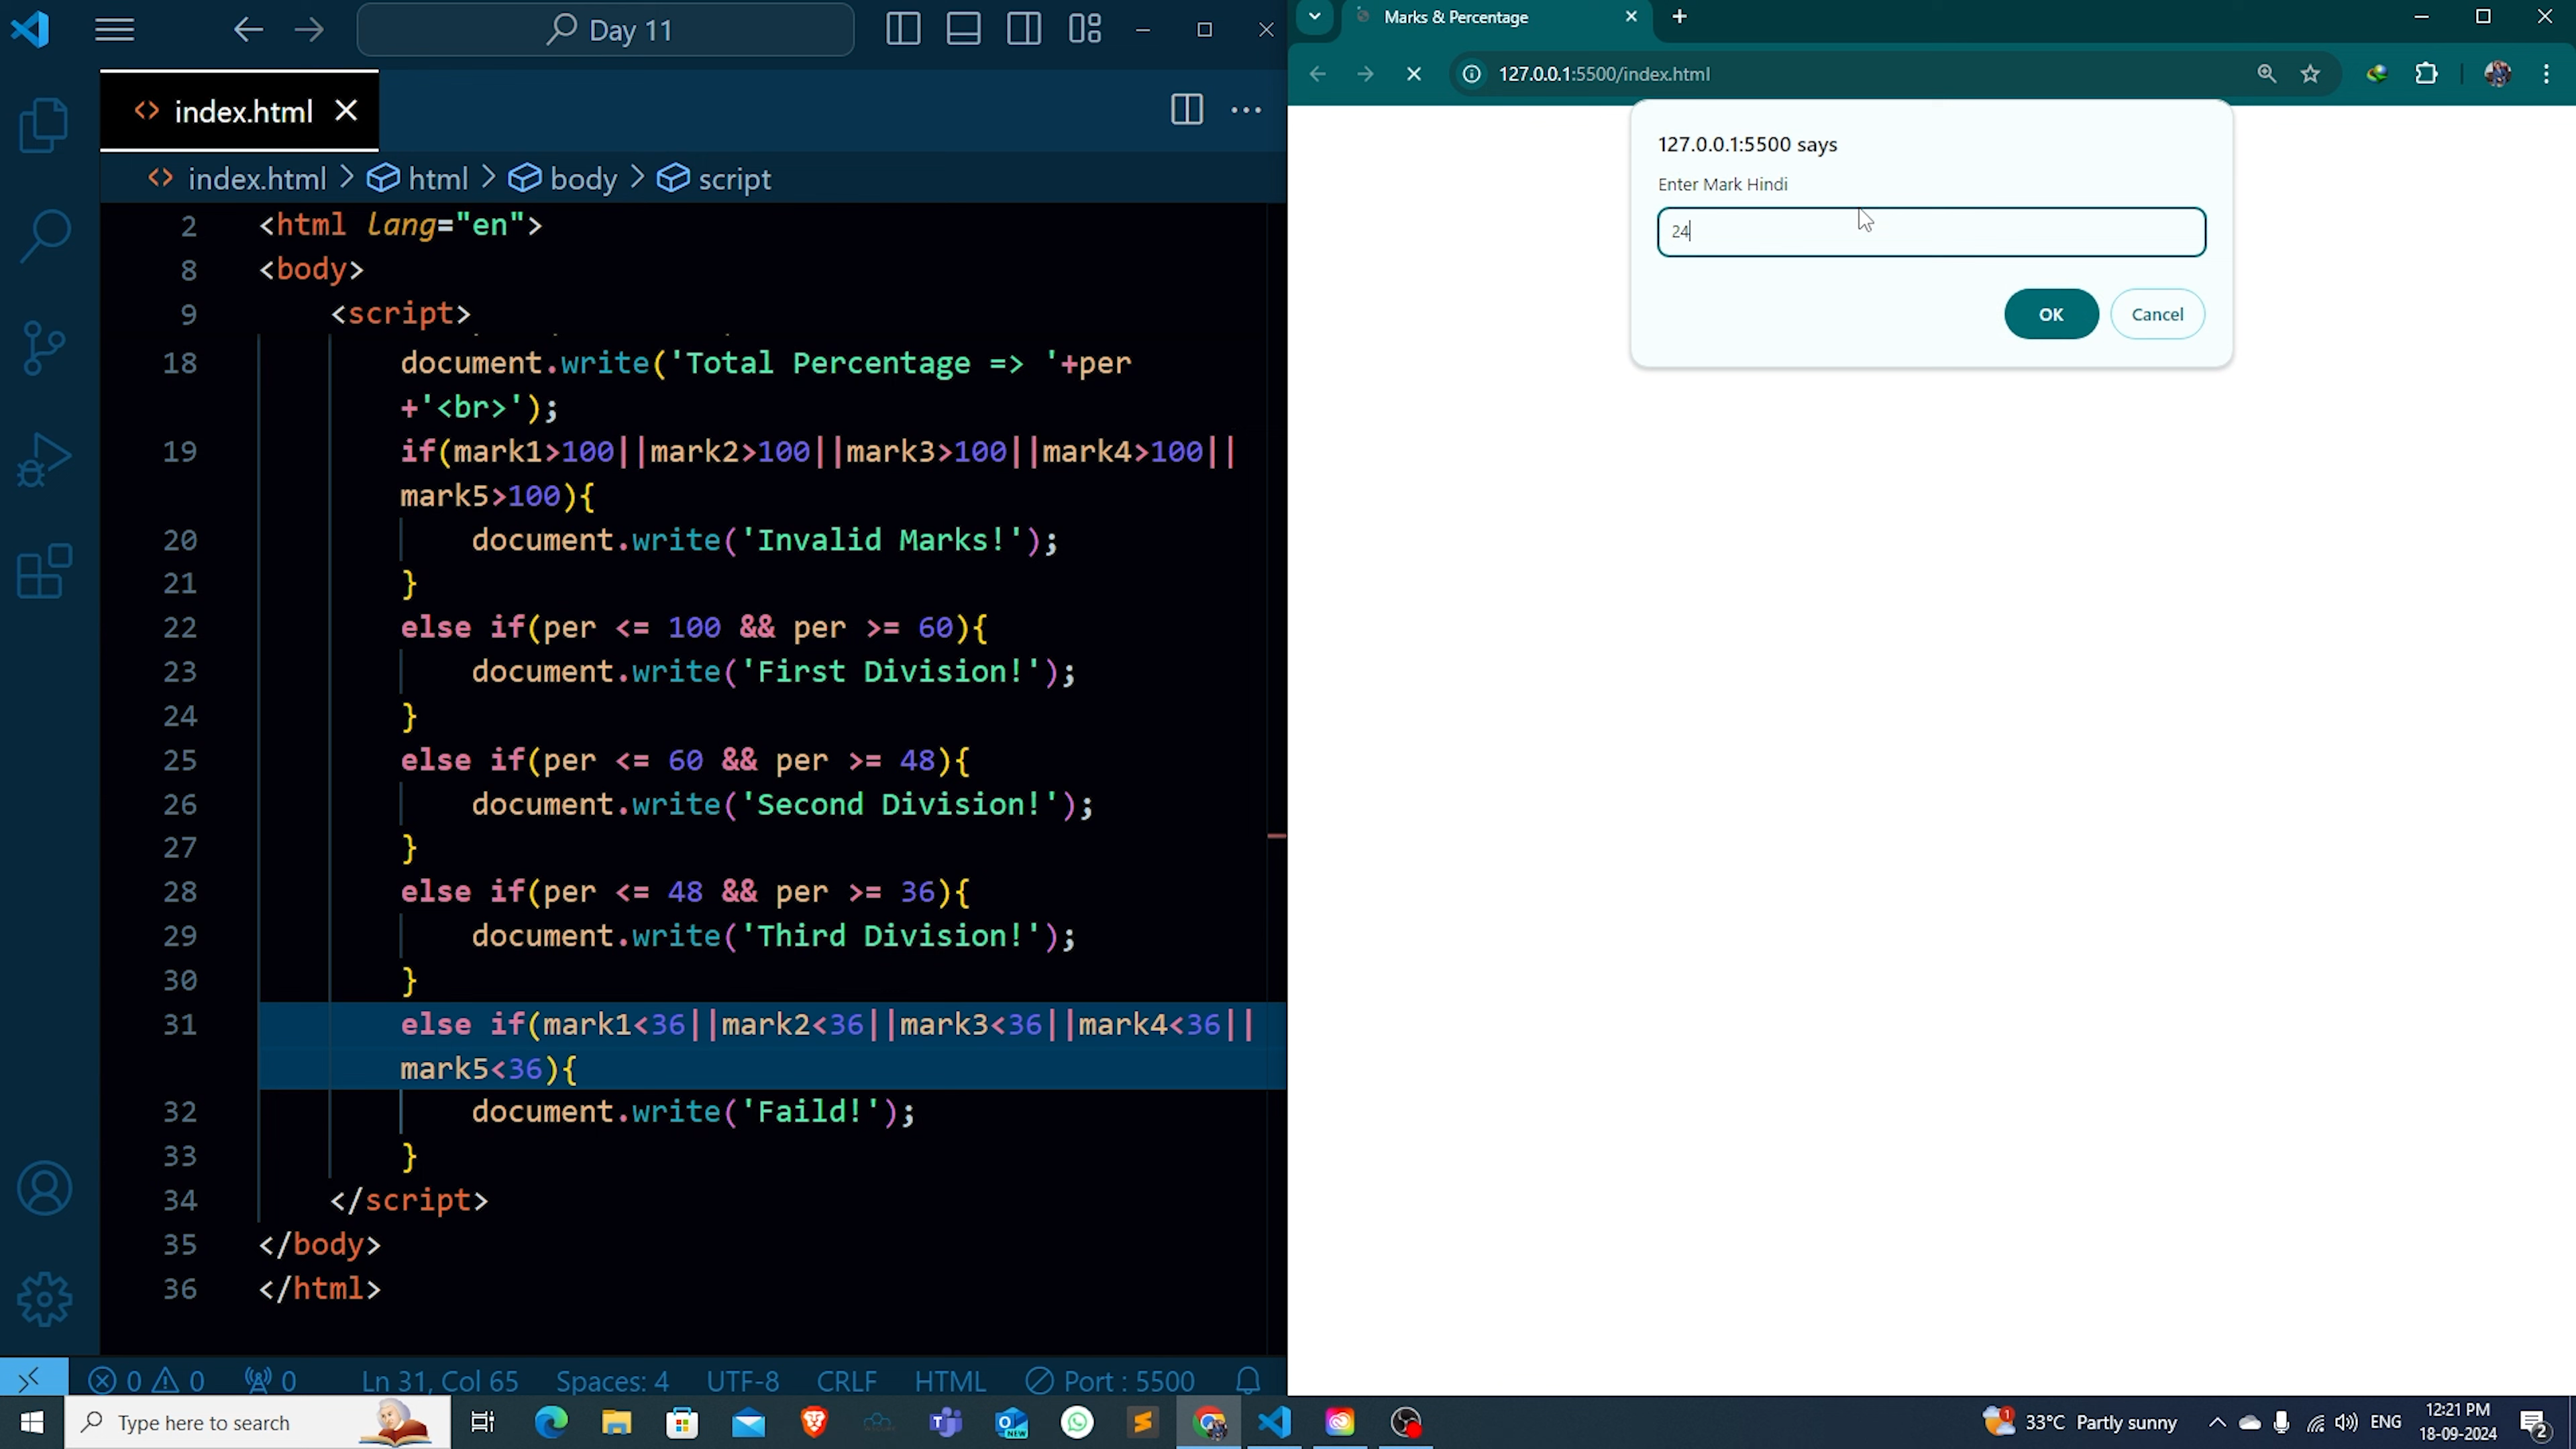 Day 11
index.html
index.html > html > body > script
2 <html lang="en">
8 <body>
9 <script>
18 document.write('Total Percentage => '+per
+'<br>');
19 if(mark1>100||mark2>100||mark3>100||mark4>100||
mark5>100){
20 document.write('Invalid Marks!');
21 }
22 else if(per <= 100 && per >= 60){
23 document.write('First Division!');
24 }
25 else if(per <= 60 && per >= 48){
26 document.write('Second Division!');
27 }
28 else if(per <= 48 && per >= 36){
29 document.write('Third Division!');
30 }
31 else if(mark1<36||mark2<36||mark3<36||mark4<36||
mark5<36){
32 document.write('Faild!');
33 }
34 </script>
35 </body>
36 </html>
0 0 0 Ln 31, Col 65 Spaces: 4 UTF-8 CRLF HTML Port : 5500
Marks & Percentage
127.0.0.1:5500/index.html
127.0.0.1:5500 says
Enter Mark Hindi
24
OK Cancel
Type here to search
NEW
1
33°C Partly sunny
ENG
12:21 PM
18-09-2024
2